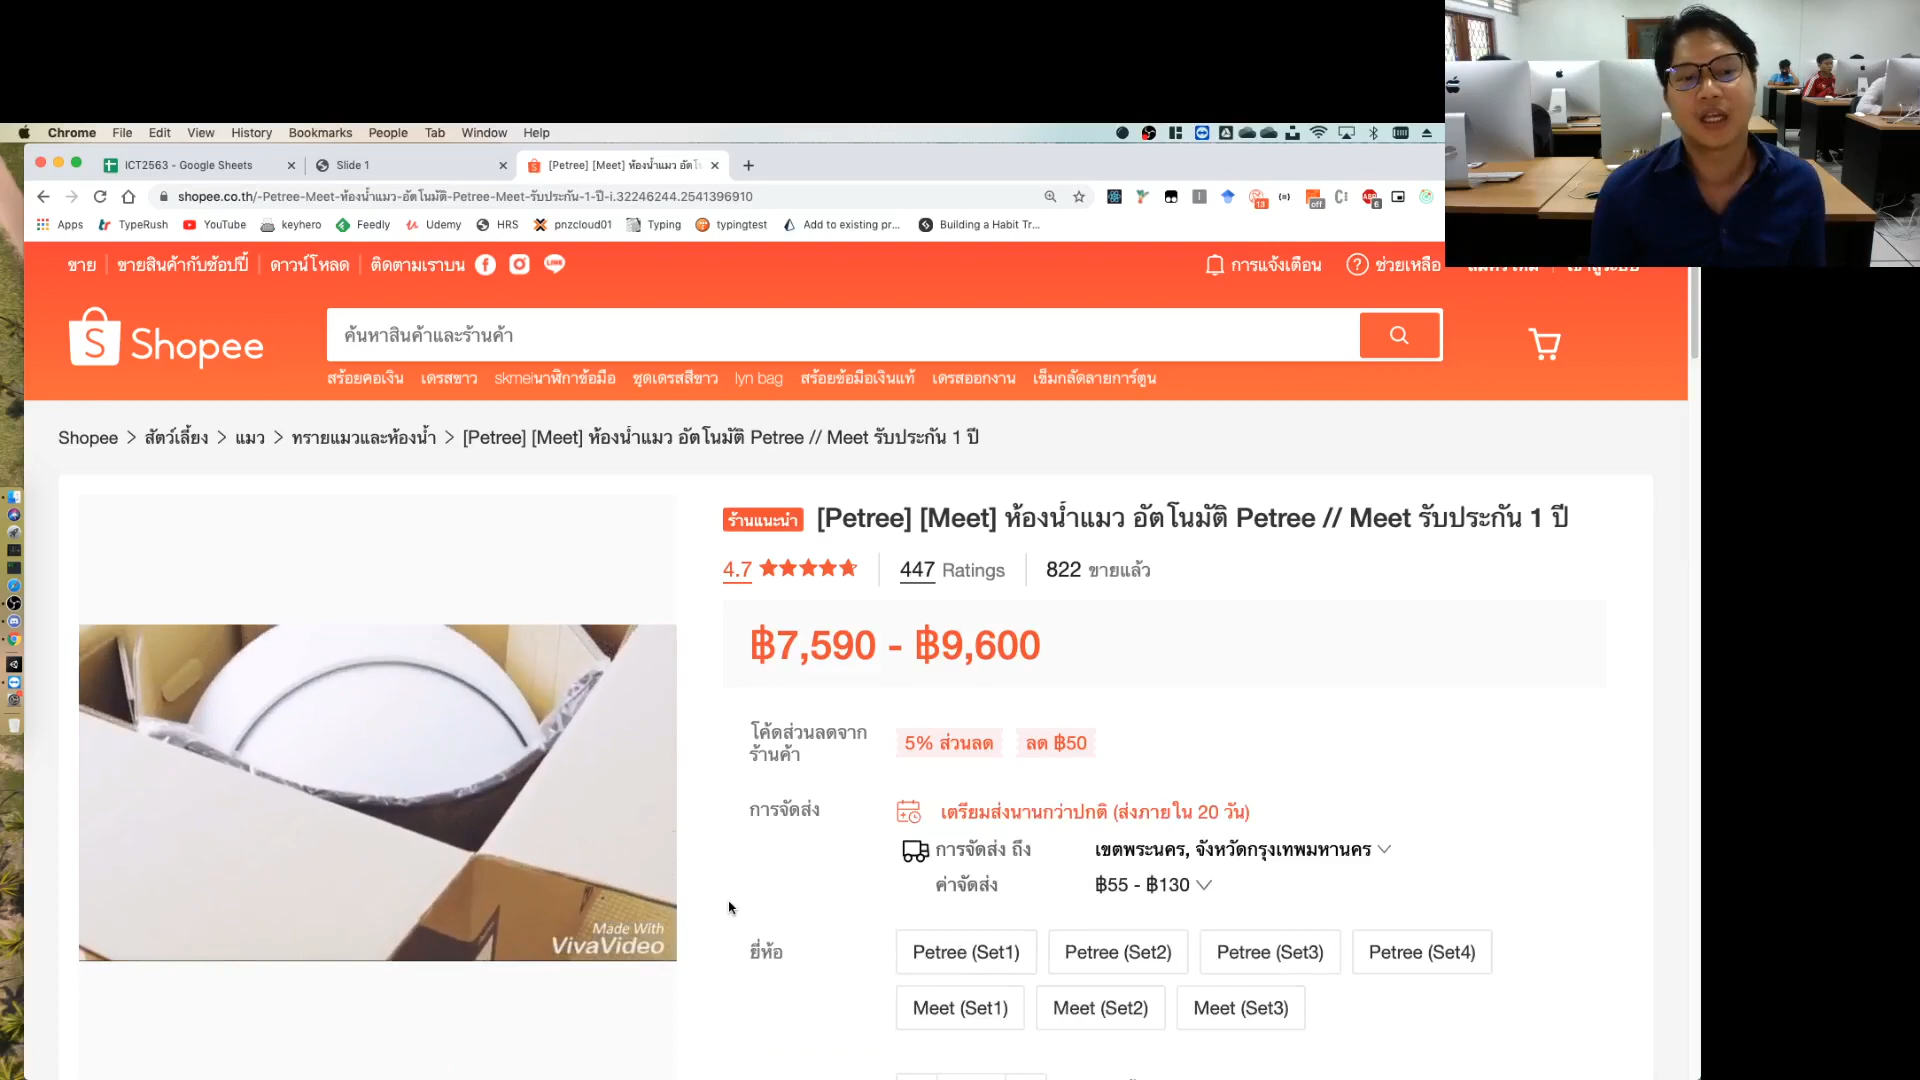 Chrome File Edit View History Bookmarks People Tab Window Help
ICT2563 - Google Sheets Slide 1 [Petree] [Meet] ห้องน้ำแมว อัตโน
shopee.co.th/-Petree-Meet-ห้องน้ำแมว-อัตโนมัติ-Petree-Meet-รับประกัน-1-ปี-i.32246244.2541396910
Apps TypeRush YouTube keyhero Feedly Udemy HRS pnzcloud01 Typing typingtest Add to existing pr... Building a Habit Tr...
ขาย ขายสินค้ากับช้อปปี้ ดาวน์โหลด ติดตามเราบน การแจ้งเตือน ช่วยเหลือ
Shopee ค้นหาสินค้าและร้านค้า
สร้อยคอเงิน เดรสขาว skmeiนาฬิกาข้อมือ ชุดเดรสสีขาว lyn bag สร้อยข้อมือเงินแท้ เดรสออกงาน เข็มกลัดลายการ์ตูน
Shopee > สัตว์เลี้ยง > แมว > ทรายแมวและห้องน้ำ > [Petree] [Meet] ห้องน้ำแมว อัตโนมัติ Petree // Meet รับประกัน 1 ปี
ร้านแนะนำ [Petree] [Meet] ห้องน้ำแมว อัตโนมัติ Petree // Meet รับประกัน 1 ปี
4.7 447 Ratings 822 ขายแล้ว
฿7,590 - ฿9,600
โค้ดส่วนลดจาก
ร้านค้า
5% ส่วนลด ลด ฿50
การจัดส่ง เตรียมส่งนานกว่าปกติ (ส่งภายใน 20 วัน)
การจัดส่ง ถึง เขตพระนคร, จังหวัดกรุงเทพมหานคร
ค่าจัดส่ง ฿55 - ฿130
ยี่ห้อ Petree (Set1) Petree (Set2) Petree (Set3) Petree (Set4)
Meet (Set1) Meet (Set2) Meet (Set3)
Made With
VivaVideo